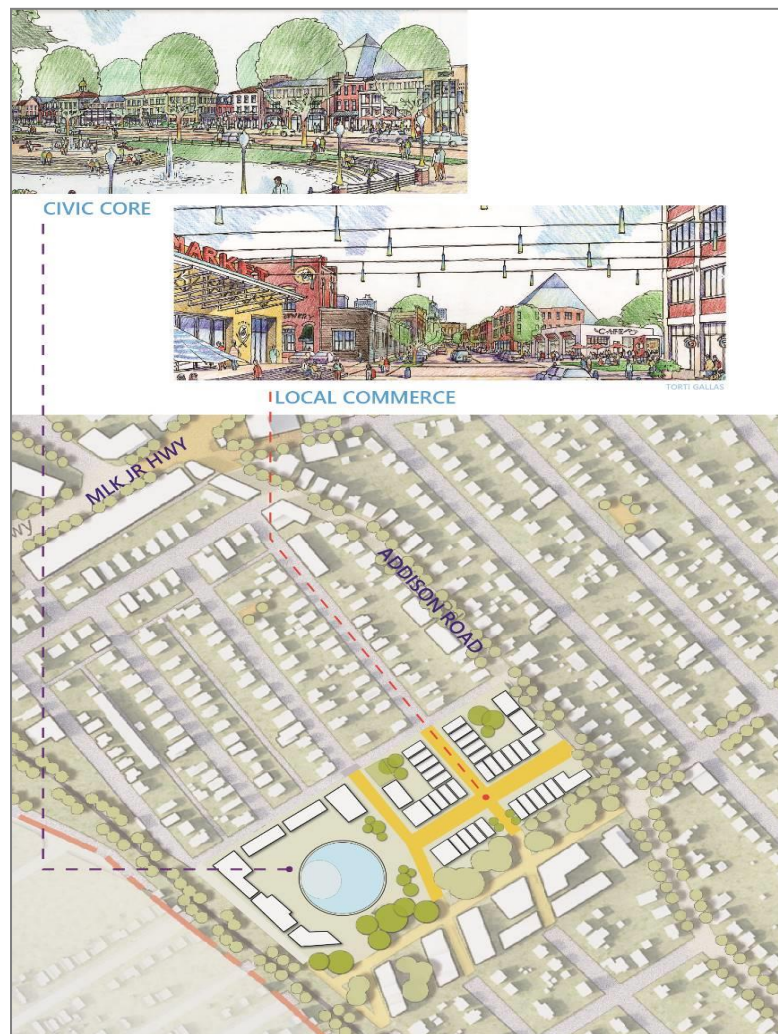 CIVIC CORE
MARKET
CAFE
TORTI GALLAS
LOCAL COMMERCE
MLK JR HWY
ADDISON ROAD